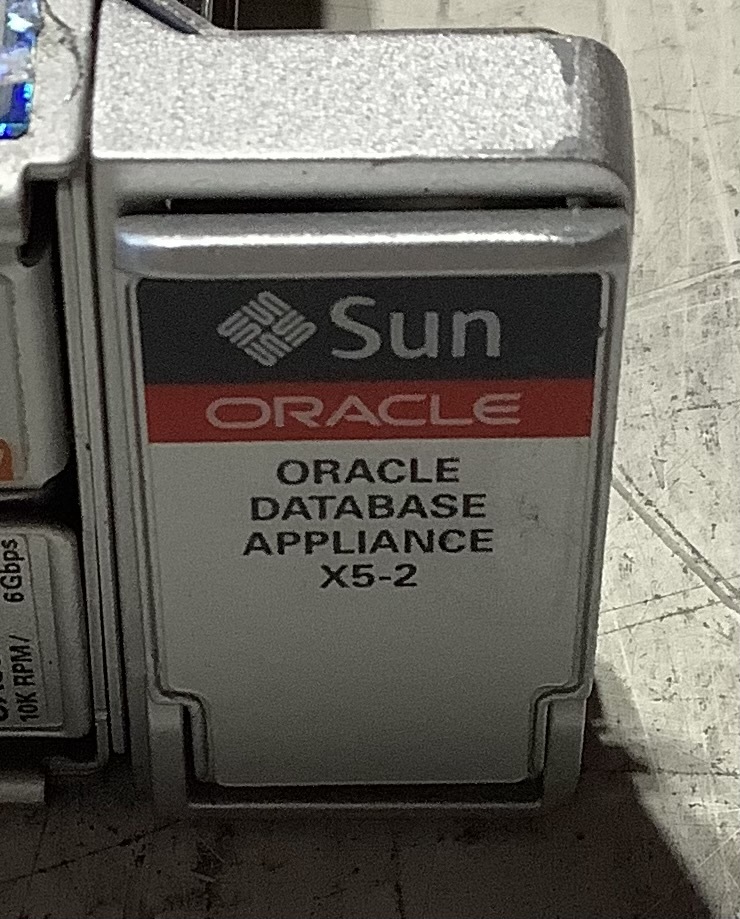 Sun
ORACLE
ORACLE
DATABASE
APPLIANCE
X5-2
10K RPM/ 6Gbps